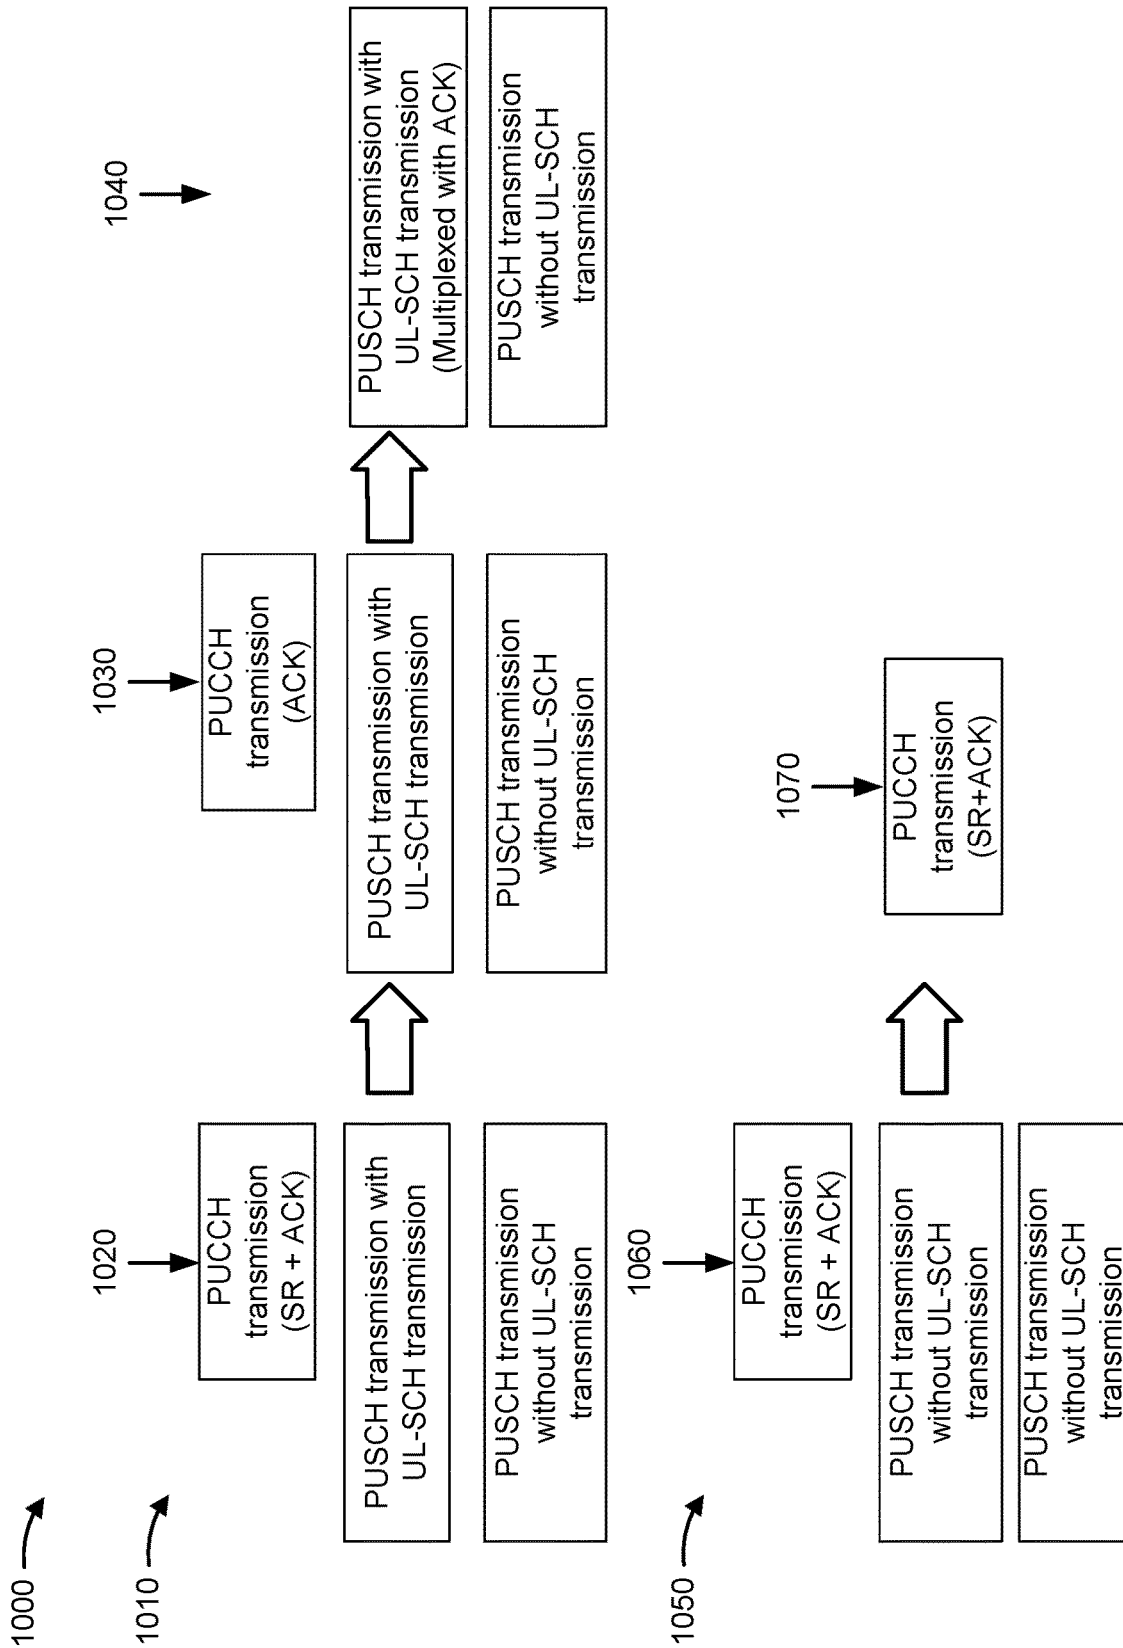 1000
1010
1020
PUCCH
transmission
(SR + ACK)
PUSCH transmission with
UL-SCH transmission
PUSCH transmission
without UL-SCH
transmission
1030
PUCCH
transmission
(ACK)
PUSCH transmission with
UL-SCH transmission
PUSCH transmission
without UL-SCH
transmission
1040
PUSCH transmission with
UL-SCH transmission
(Multiplexed with ACK)
PUSCH transmission
without UL-SCH
transmission
1050
1060
PUCCH
transmission
(SR + ACK)
PUSCH transmission
without UL-SCH
transmission
PUSCH transmission
without UL-SCH
transmission
1070
PUCCH
transmission
(SR+ACK)